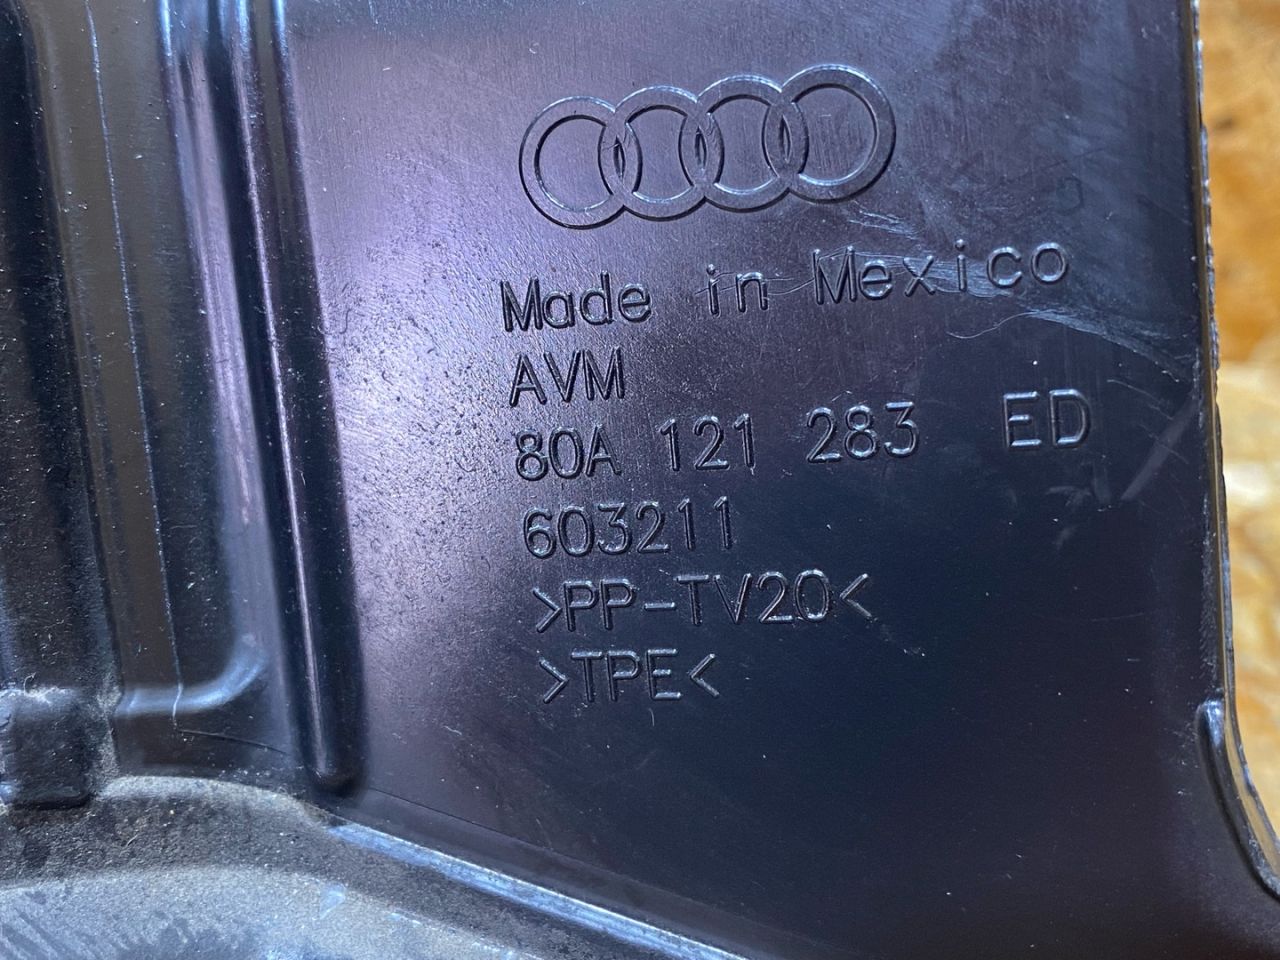 Made in Mexico
AVM
80A 121 283 ED
603211
>PP-TV20<
>TPE<